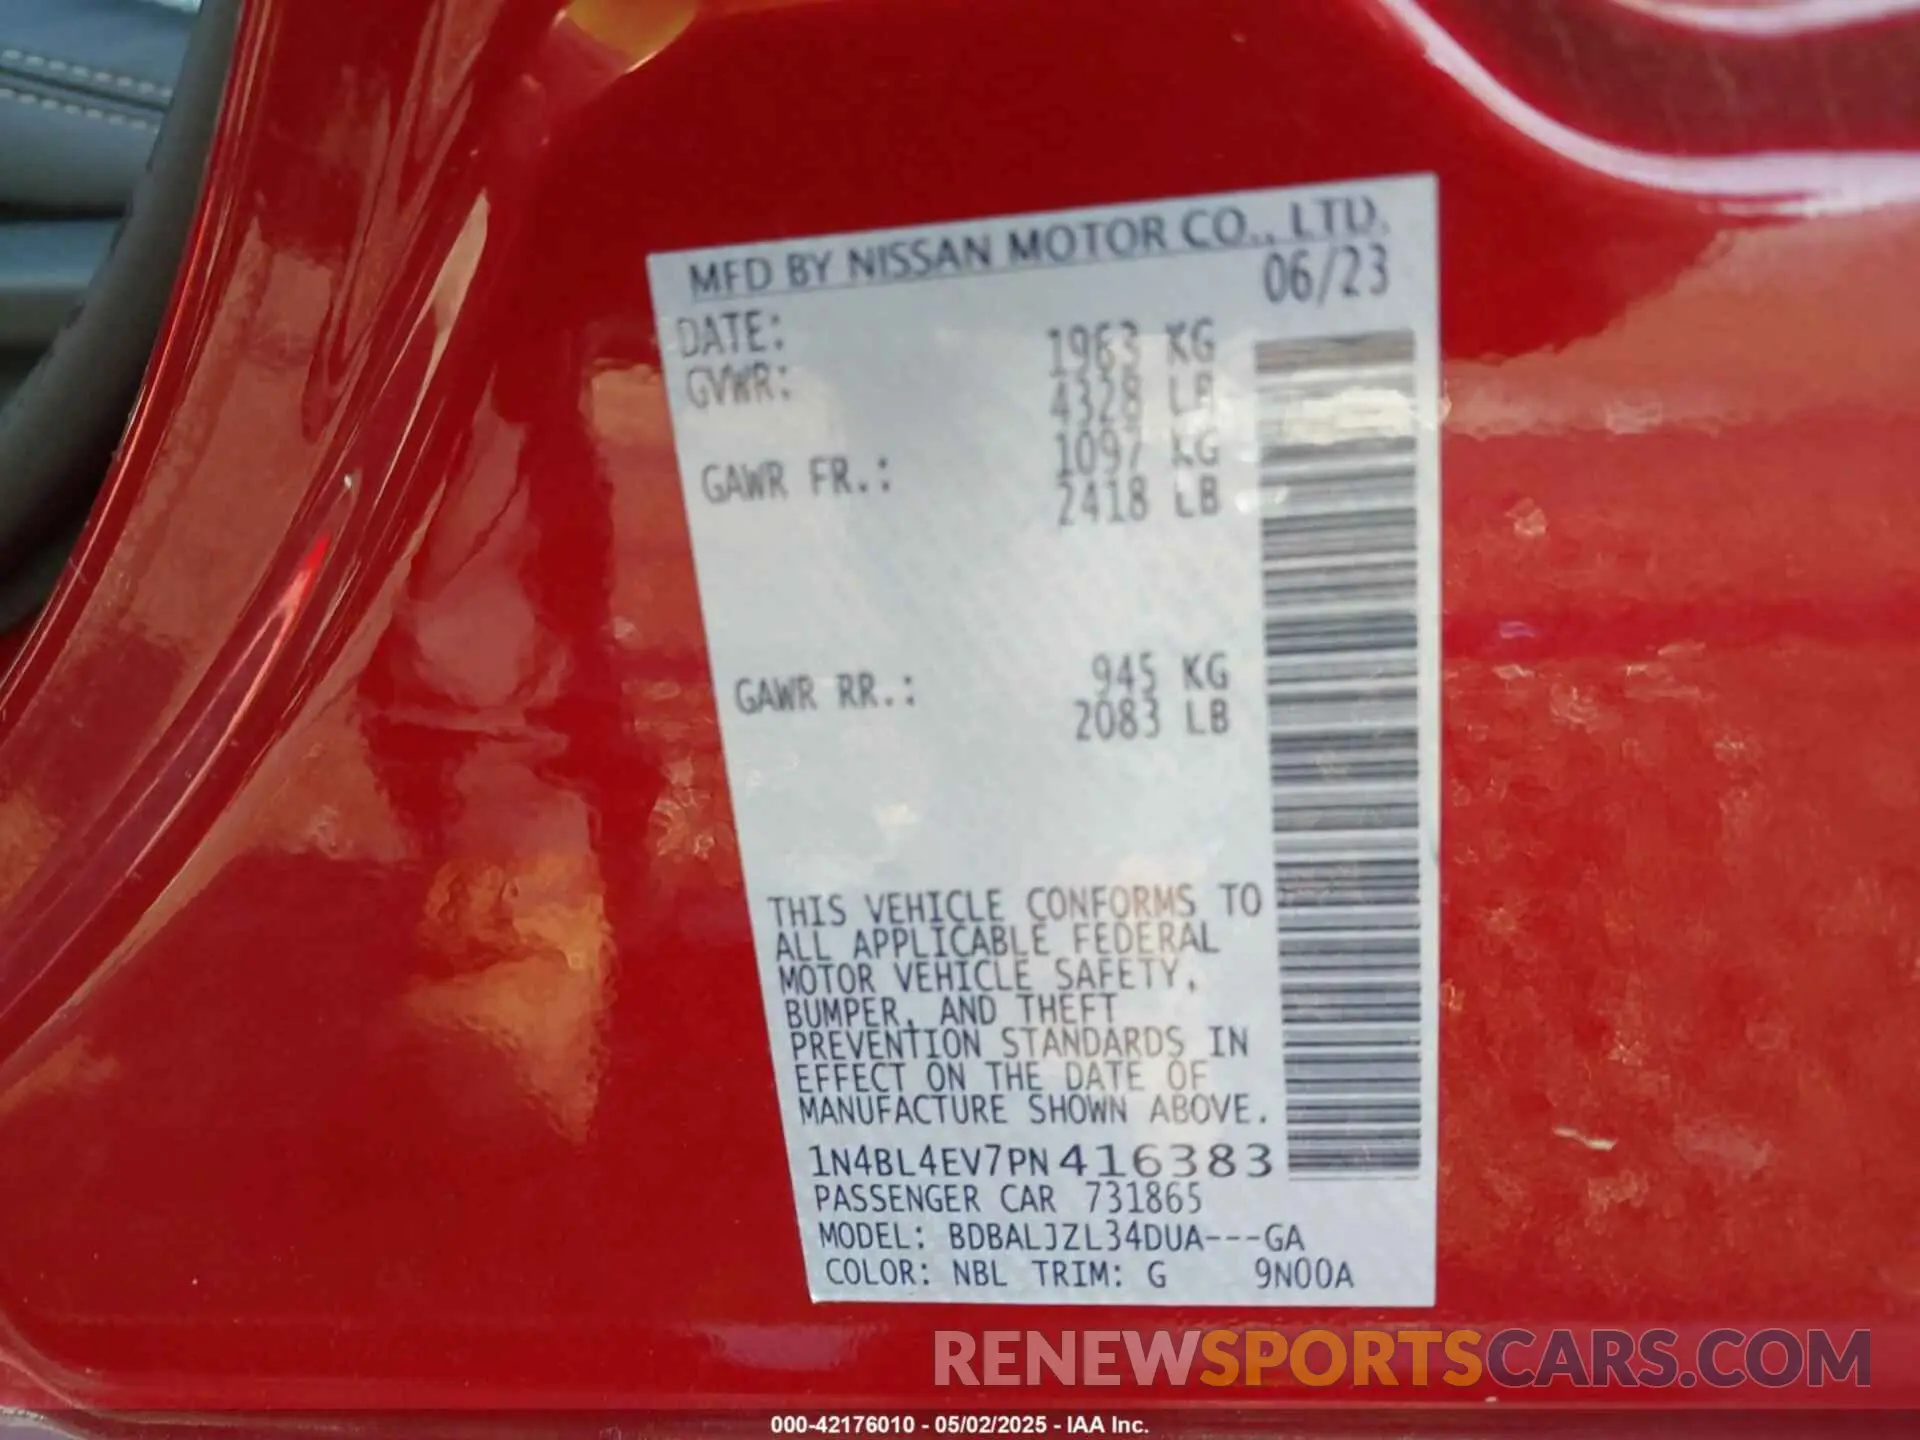 MFD BY NISSAN MOTOR CO., LTD.
DATE: 06/23
GVWR: 1963 KG
4328 LB
GAWR FR.: 1097 KG
2418 LB
GAWR RR.: 945 KG
2083 LB
THIS VEHICLE CONFORMS TO
ALL APPLICABLE FEDERAL
MOTOR VEHICLE SAFETY,
BUMPER, AND THEFT
PREVENTION STANDARDS IN
EFFECT ON THE DATE OF
MANUFACTURE SHOWN ABOVE.
1N4BL4EV7PN416383
PASSENGER CAR 731865
MODEL: BDBALJZL34DUA---GA
COLOR: NBL TRIM: G 9N00A
RENEWSPORTSCARS.COM
000-42176010 - 05/02/2025 - IAA Inc.